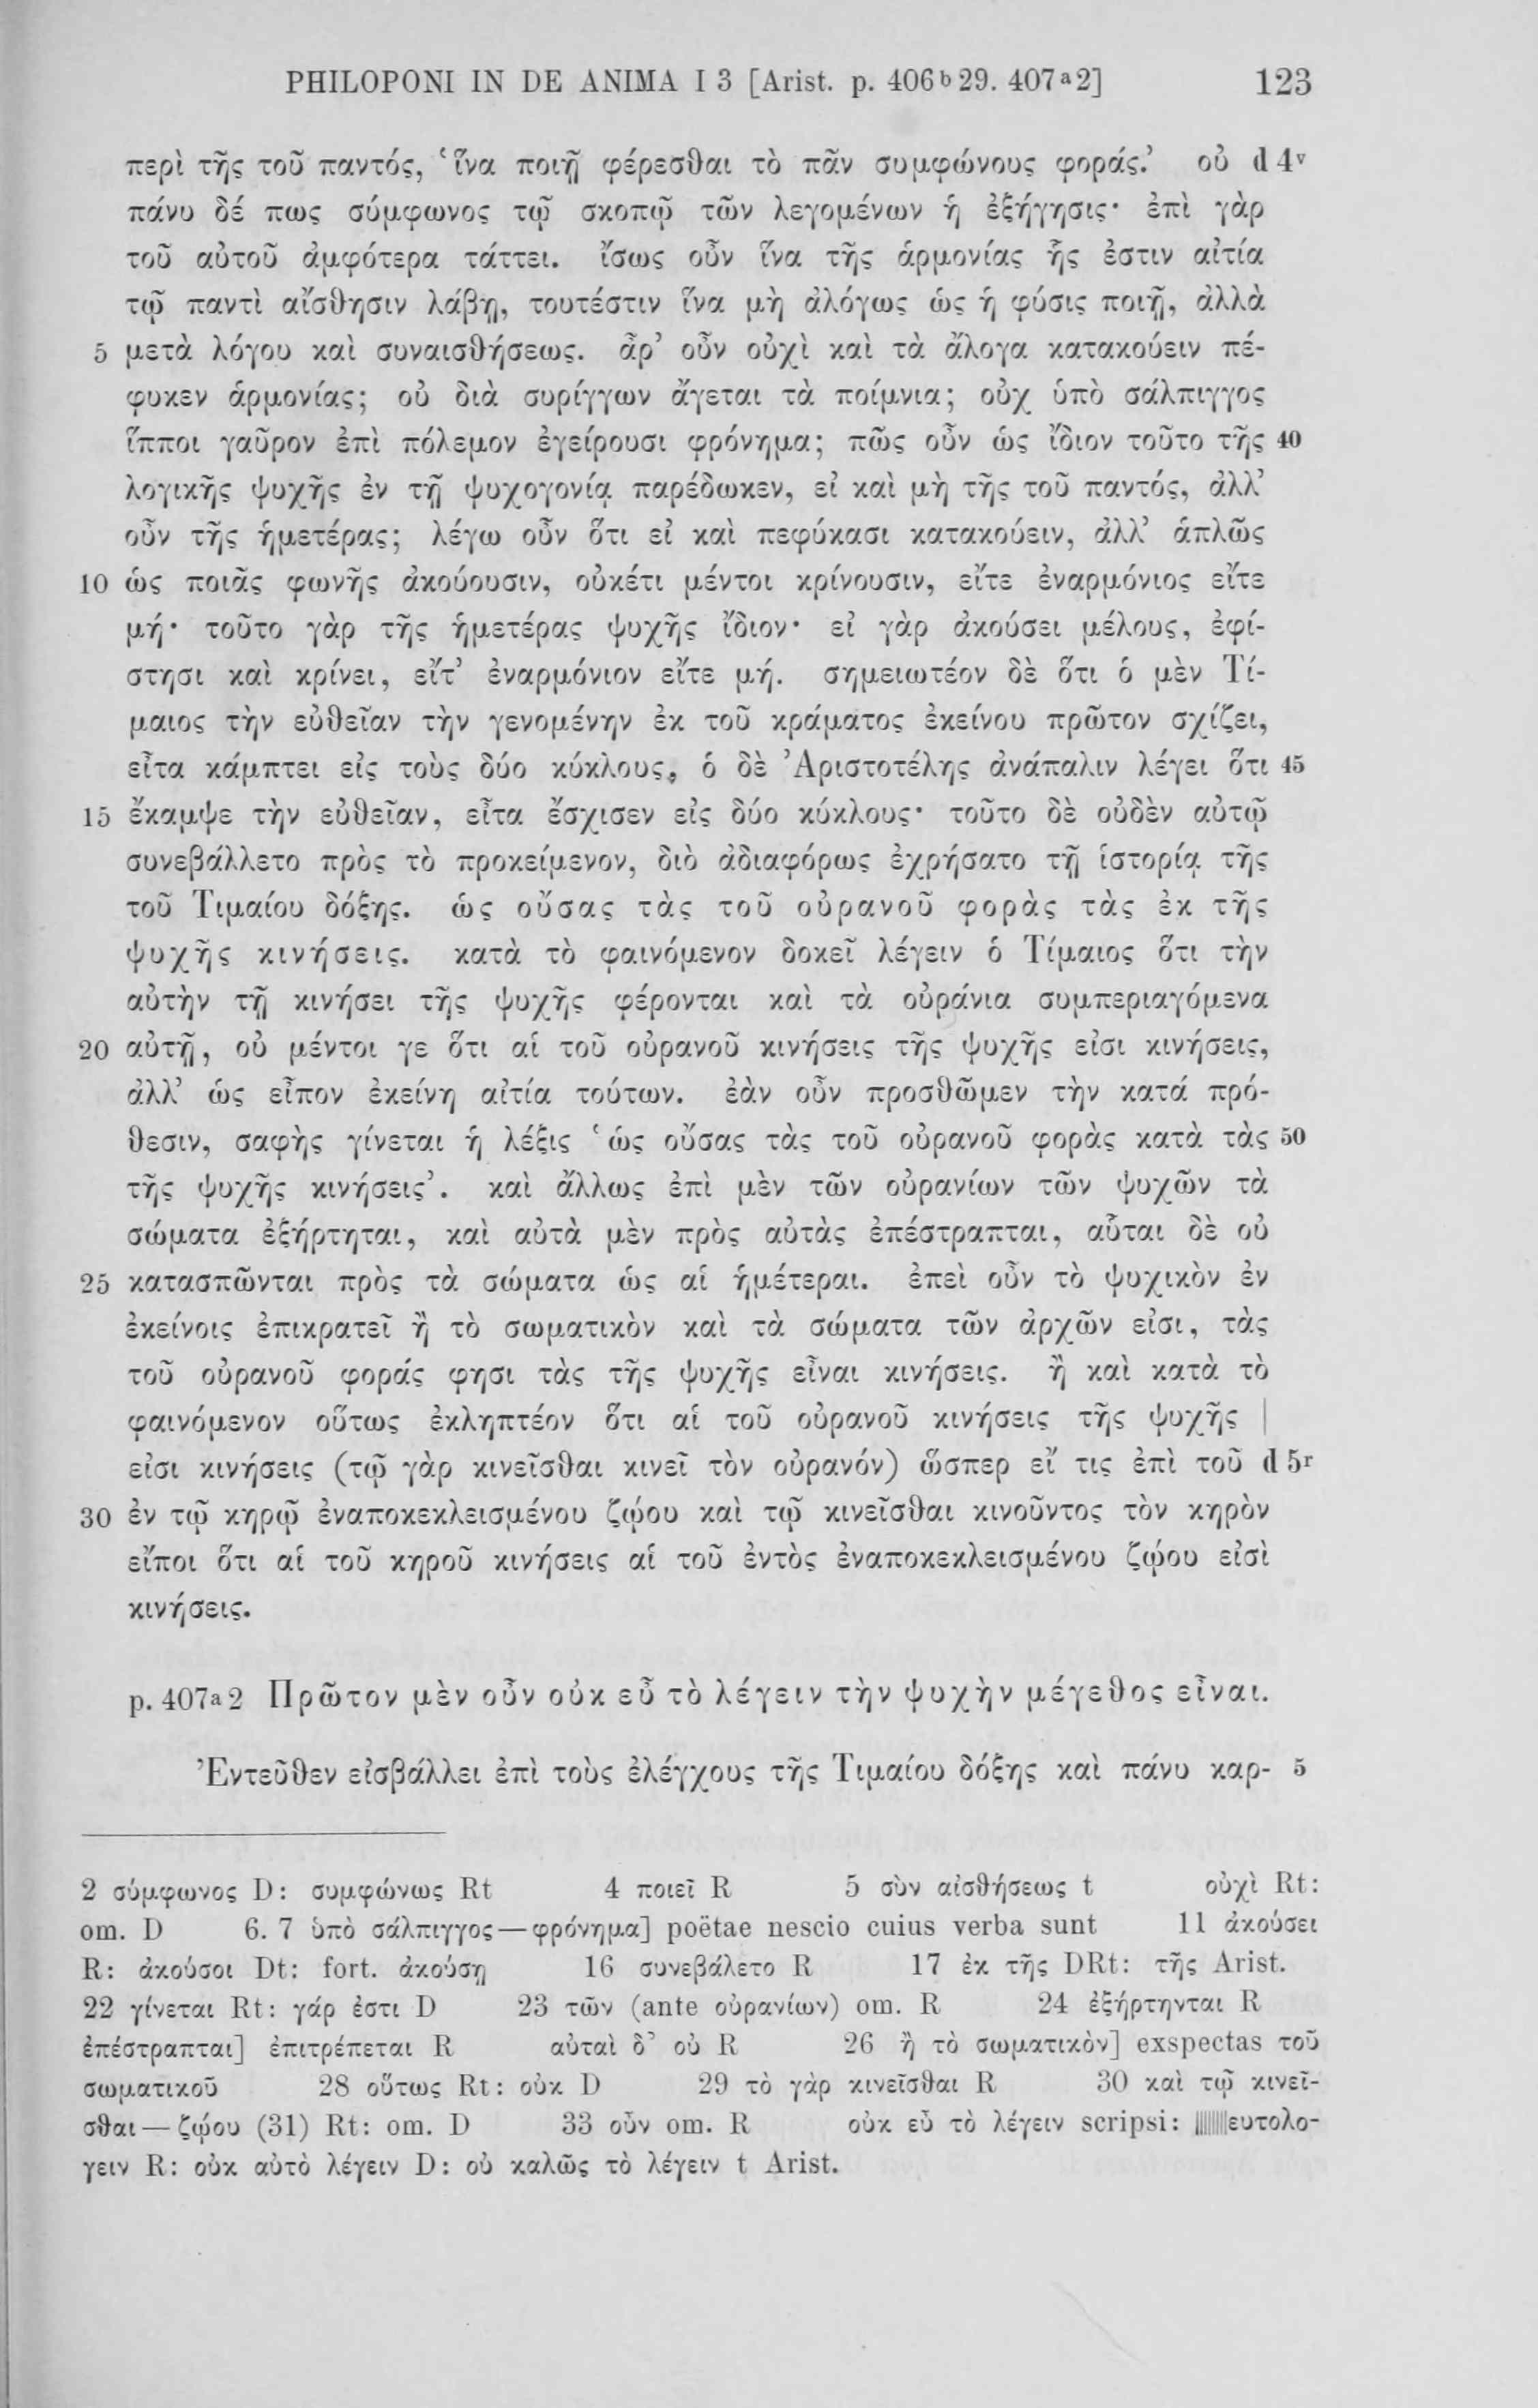 PHILOPONI IN DE ANIMA I 3 [Arist. p. 406b29. 407a2] 123
περὶ τῆς τοῦ παντός, ‘ἵνα ποιῇ φέρεσθαι τὸ πᾶν συμφώνους φοράς.’ οὐ d 4v
πάνυ δέ πως σύμφωνος τῷ σκοπῷ τῶν λεγομένων ἡ ἐξήγησις· ἐπὶ γὰρ
τοῦ αὐτοῦ ἀμφότερα τάττει. ἴσως οὖν ἵνα τῆς ἁρμονίας ἧς ἐστιν αἰτία
τῷ παντὶ αἴσθησιν λάβῃ, τουτέστιν ἵνα μὴ ἀλόγως ὡς ἡ φύσις ποιῇ, ἀλλὰ
5 μετὰ λόγου καὶ συναισθήσεως. ἆρ’ οὖν οὐχὶ καὶ τὰ ἄλογα κατακούειν πέ-
φυκεν ἁρμονίας; οὐ διὰ συρίγγων ἄγεται τὰ ποίμνια; οὐχ ὑπὸ σάλπιγγος
ἵπποι γαῦρον ἐπὶ πόλεμον ἐγείρουσι φρόνημα; πῶς οὖν ὡς ἴδιον τοῦτο τῆς 40
λογικῆς ψυχῆς ἐν τῇ ψυχογονίᾳ παρέδωκεν, εἰ καὶ μὴ τῆς τοῦ παντός, ἀλλ’
οὖν τῆς ἡμετέρας; λέγω οὖν ὅτι εἰ καὶ πεφύκασι κατακούειν, ἀλλ’ ἁπλῶς
10 ὡς ποιᾶς φωνῆς ἀκούουσιν, οὐκέτι μέντοι κρίνουσιν, εἴτε ἐναρμόνιος εἴτε
μή· τοῦτο γὰρ τῆς ἡμετέρας ψυχῆς ἴδιον· εἰ γὰρ ἀκούσει μέλους, ἐφί-
στησι καὶ κρίνει, εἴτ’ ἐναρμόνιον εἴτε μή. σημειωτέον δὲ ὅτι ὁ μὲν Τί-
μαιος τὴν εὐθεῖαν τὴν γενομένην ἐκ τοῦ κράματος ἐκείνου πρῶτον σχίζει,
εἶτα κάμπτει εἰς τοὺς δύο κύκλους, ὁ δὲ Ἀριστοτέλης ἀνάπαλιν λέγει ὅτι 45
15 ἔκαμψε τὴν εὐθεῖαν, εἶτα ἔσχισεν εἰς δύο κύκλους· τοῦτο δὲ οὐδὲν αὐτῷ
συνεβάλλετο πρὸς τὸ προκείμενον, διὸ ἀδιαφόρως ἐχρήσατο τῇ ἱστορίᾳ τῆς
τοῦ Τιμαίου δόξης. ὡς οὔσας τὰς τοῦ οὐρανοῦ φορὰς τὰς ἐκ τῆς
ψυχῆς κινήσεις. κατὰ τὸ φαινόμενον δοκεῖ λέγειν ὁ Τίμαιος ὅτι τὴν
αὐτὴν τῇ κινήσει τῆς ψυχῆς φέρονται καὶ τὰ οὐράνια συμπεριαγόμενα
20 αὐτῇ, οὐ μέντοι γε ὅτι αἱ τοῦ οὐρανοῦ κινήσεις τῆς ψυχῆς εἰσι κινήσεις,
ἀλλ’ ὡς εἶπον ἐκείνη αἰτία τούτων. ἐὰν οὖν προσθῶμεν τὴν κατά πρό-
θεσιν, σαφὴς γίνεται ἡ λέξις ‘ὡς οὔσας τὰς τοῦ οὐρανοῦ φορὰς κατὰ τὰς 50
τῆς ψυχῆς κινήσεις’. καὶ ἄλλως ἐπὶ μὲν τῶν οὐρανίων τῶν ψυχῶν τὰ
σώματα ἐξήρτηται, καὶ αὐτὰ μὲν πρὸς αὐτὰς ἐπέστραπται, αὗται δὲ οὐ
25 κατασπῶνται πρὸς τὰ σώματα ὡς αἱ ἡμέτεραι. ἐπεὶ οὖν τὸ ψυχικὸν ἐν
ἐκείνοις ἐπικρατεῖ ἢ τὸ σωματικὸν καὶ τὰ σώματα τῶν ἀρχῶν εἰσι, τὰς
τοῦ οὐρανοῦ φοράς φησι τὰς τῆς ψυχῆς εἶναι κινήσεις. ἢ καὶ κατὰ τὸ
φαινόμενον οὕτως ἐκληπτέον ὅτι αἱ τοῦ οὐρανοῦ κινήσεις τῆς ψυχῆς |
εἰσι κινήσεις (τῷ γὰρ κινεῖσθαι κινεῖ τὸν οὐρανόν) ὥσπερ εἴ τις ἐπὶ τοῦ d 5r
30 ἐν τῷ κηρῷ ἐναποκεκλεισμένου ζῴου καὶ τῷ κινεῖσθαι κινοῦντος τὸν κηρὸν
εἴποι ὅτι αἱ τοῦ κηροῦ κινήσεις αἱ τοῦ ἐντὸς ἐναποκεκλεισμένου ζῴου εἰσὶ
κινήσεις.
p. 407a2 Πρῶτον μὲν οὖν οὐκ εὖ τὸ λέγειν τὴν ψυχὴν μέγεθος εἶναι.
Ἐντεῦθεν εἰσβάλλει ἐπὶ τοὺς ἐλέγχους τῆς Τιμαίου δόξης καὶ πάνυ καρ- 5
2 σύμφωνος D: συμφώνως Rt 4 ποιεῖ R 5 σὺν αἰσθήσεως t οὐχὶ Rt:
om. D 6. 7 ὑπὸ σάλπιγγος—φρόνημα] poëtae nescio cuius verba sunt 11 ἀκούσει
R: ἀκούσοι Dt: fort. ἀκούσῃ 16 συνεβάλετο R 17 ἐκ τῆς DRt: τῆς Arist.
22 γίνεται Rt: γάρ ἐστι D 23 τῶν (ante οὐρανίων) om. R 24 ἐξήρτηνται R
ἐπέστραπται] ἐπιτρέπεται R αὐταὶ δ’ οὐ R 26 ἢ τὸ σωματικὸν] exspectas τοῦ
σωματικοῦ 28 οὕτως Rt: οὐκ D 29 τὸ γὰρ κινεῖσθαι R 30 καὶ τῷ κινεῖ-
σθαι—ζῴου (31) Rt: om. D 33 οὖν om. R οὐκ εὖ τὸ λέγειν scripsi: ||||||||ευτολο-
γειν R: οὐκ αὐτὸ λέγειν D: οὐ καλῶς τὸ λέγειν t Arist.